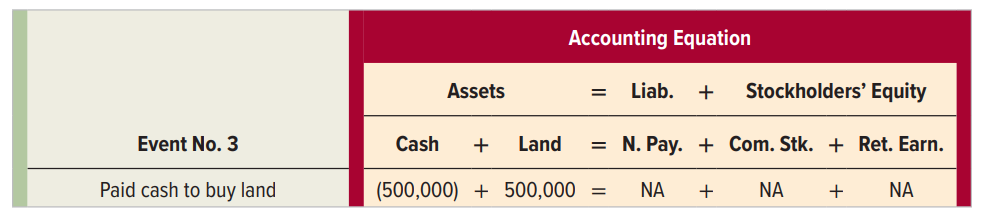 Accounting Equation
Assets = Liab. + Stockholders’ Equity
Event No. 3 Cash + Land = N. Pay. + Com. Stk. + Ret. Earn.
Paid cash to buy land (500,000) + 500,000 = NA + NA + NA